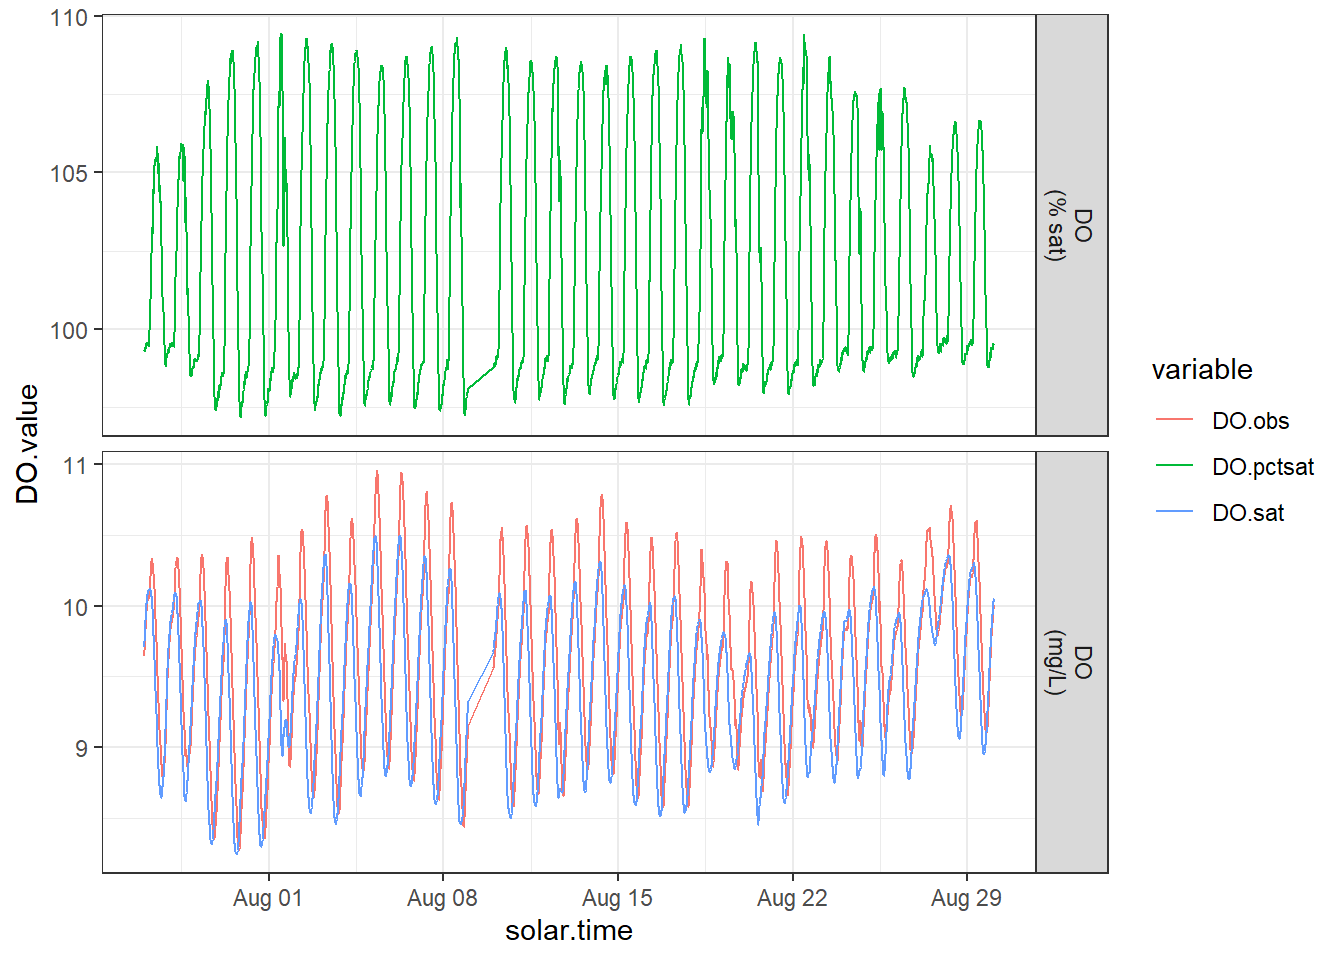 110
105
100
DO
(% sat)
11
10
9
DO
(mg/L)
DO.value
Aug 01
Aug 08
Aug 15
Aug 22
Aug 29
solar.time
variable
DO.obs
DO.pctsat
DO.sat